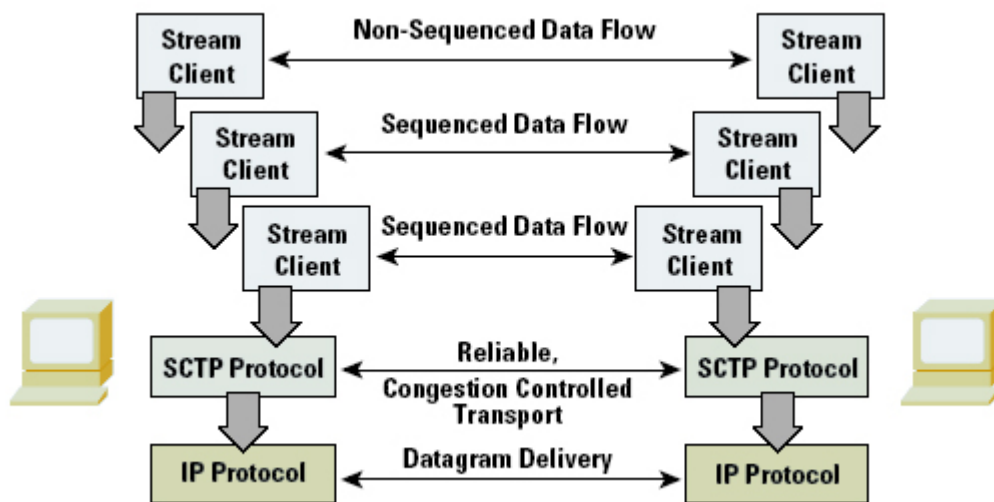 Stream
Client
Non-Sequenced Data Flow
Stream
Client
Stream
Client
Sequenced Data Flow
Stream
Client
Stream
Client
Sequenced Data Flow
Stream
Client
SCTP Protocol
Reliable,
Congestion Controlled
Transport
SCTP Protocol
IP Protocol
Datagram Delivery
IP Protocol